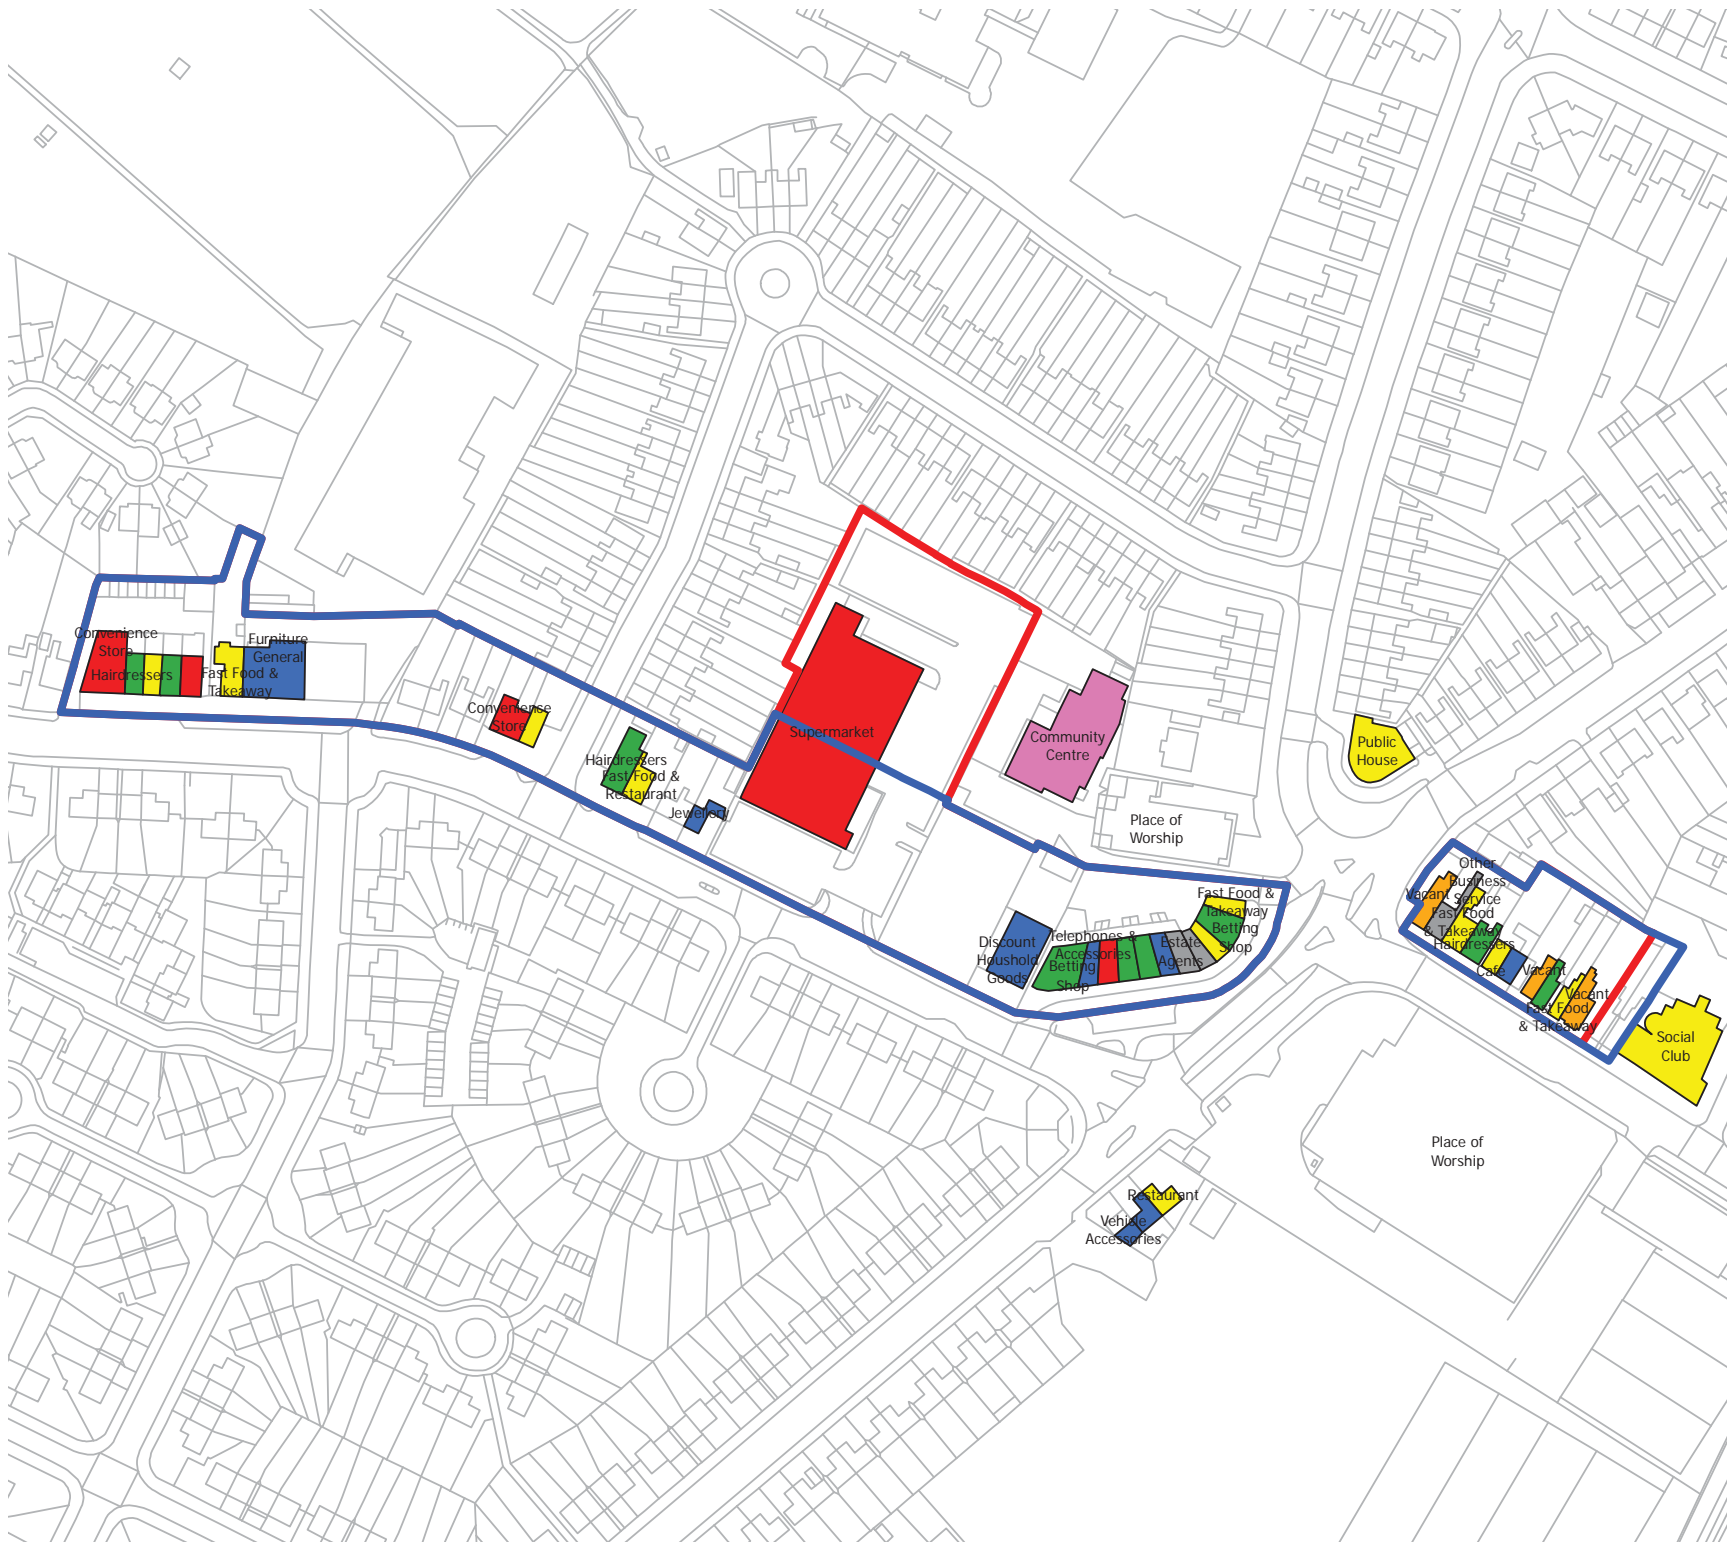 Convenience
Store
Hairdressers
Furniture
General
Fast Food &
Takeaway
Convenience
Store
Hairdressers
Fast Food &
Restaurant
Jewellery
Supermarket
Community
Centre
Place of
Worship
Public
House
Discount
Houshold
Goods
Telephones &
Accessories
Betting
Shop
Estate
Agents
Fast Food &
Takeaway
Betting
Shop
Vacant
Other
Business
Service
Fast Food
& Takeaway
Hairdressers
Cafe
Vacant
Vacant
Fast Food
& Takeaway
Social
Club
Place of
Worship
Restaurant
Vehicle
Accessories